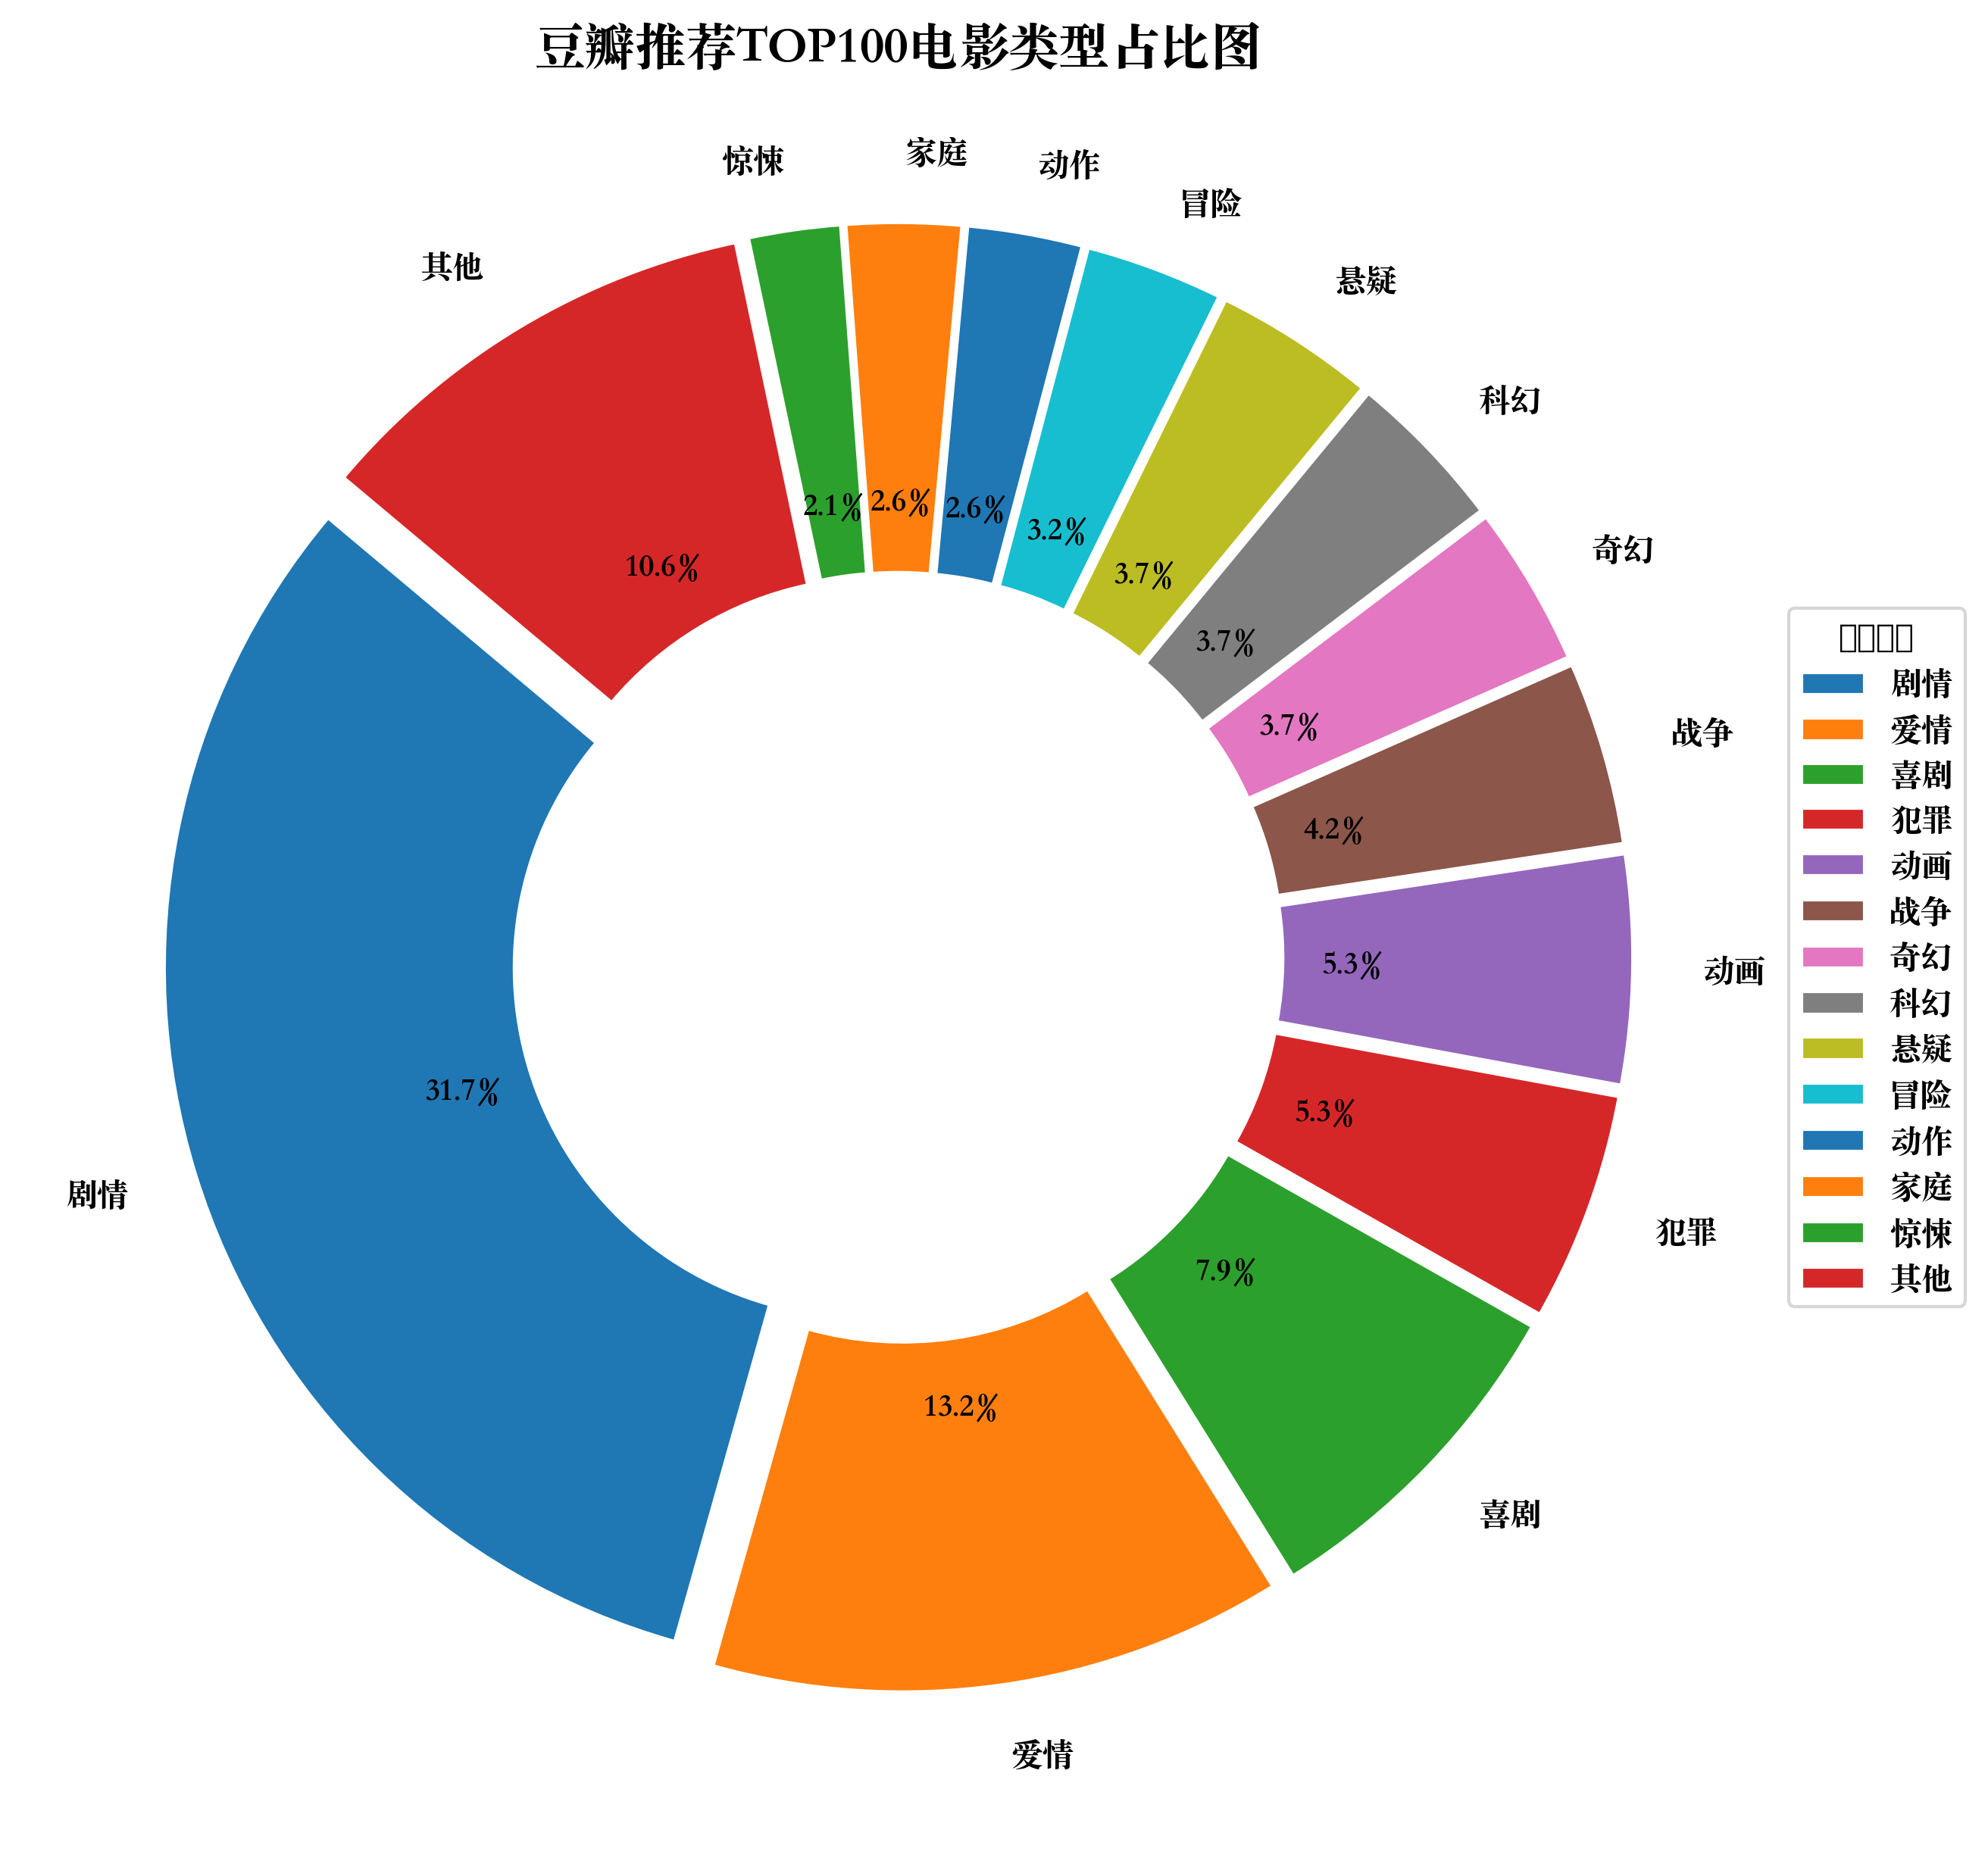 豆瓣推荐TOP100电影类型占比图
惊悚
家庭
动作
冒险
其他
悬疑
科幻
奇幻
战争
动画
犯罪
喜剧
爱情
剧情
2.1%
2.6%
2.6%
3.2%
10.6%
3.7%
3.7%
3.7%
4.2%
5.3%
5.3%
7.9%
13.2%
31.7%
剧情
爱情
喜剧
犯罪
动画
战争
奇幻
科幻
悬疑
冒险
动作
家庭
惊悚
其他